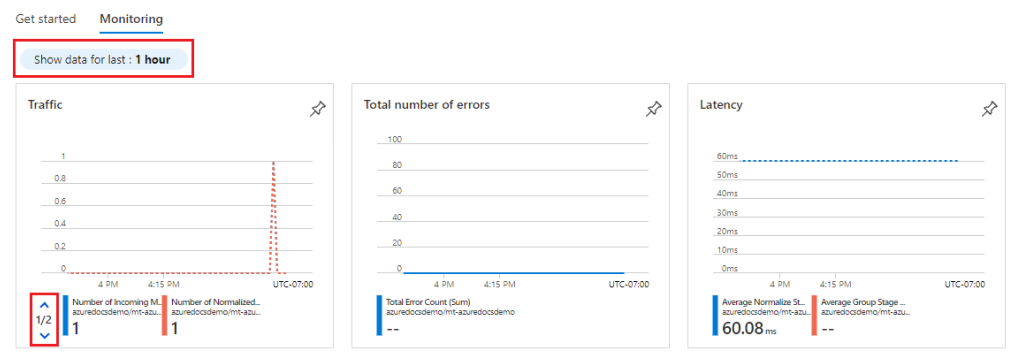 Get started Monitoring
Show data for last : 1 hour
Traffic
1
0.8
0.6
0.4
0.2
0
4 PM 4:15 PM UTC-07:00
1/2
Number of Incoming M...
azuredocsdemo/mt-azu...
1
Number of Normalized...
azuredocsdemo/mt-azu...
1
Total number of errors
100
80
60
40
20
0
4 PM 4:15 PM UTC-07:00
Total Error Count (Sum)
azuredocsdemo/mt-azuredocsdemo
--
Latency
60ms
50ms
40ms
30ms
20ms
10ms
0ms
4 PM 4:15 PM UTC-07:00
Average Normalize St...
azuredocsdemo/mt-azu...
60.08 ms
Average Group Stage ...
azuredocsdemo/mt-azu...
--